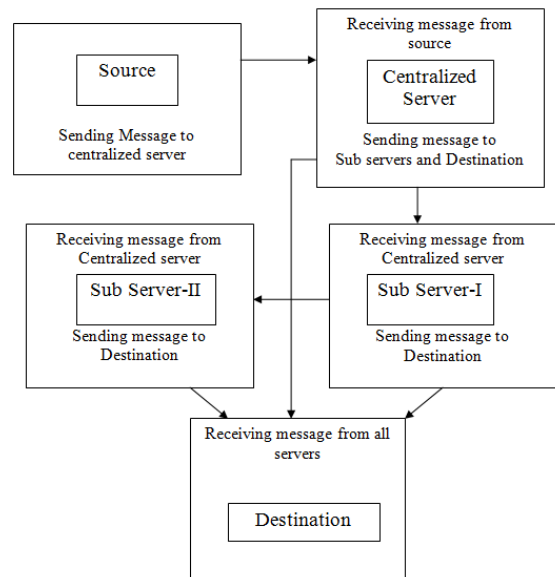 Source
Sending Message to
centralized server
Receiving message from
source
Centralized
Server
Sending message to
Sub servers and Destination
Receiving message from
Centralized server
Sub Server-II
Sending message to
Destination
Receiving message from
Centralized server
Sub Server-I
Sending message to
Destination
Receiving message from all
servers
Destination